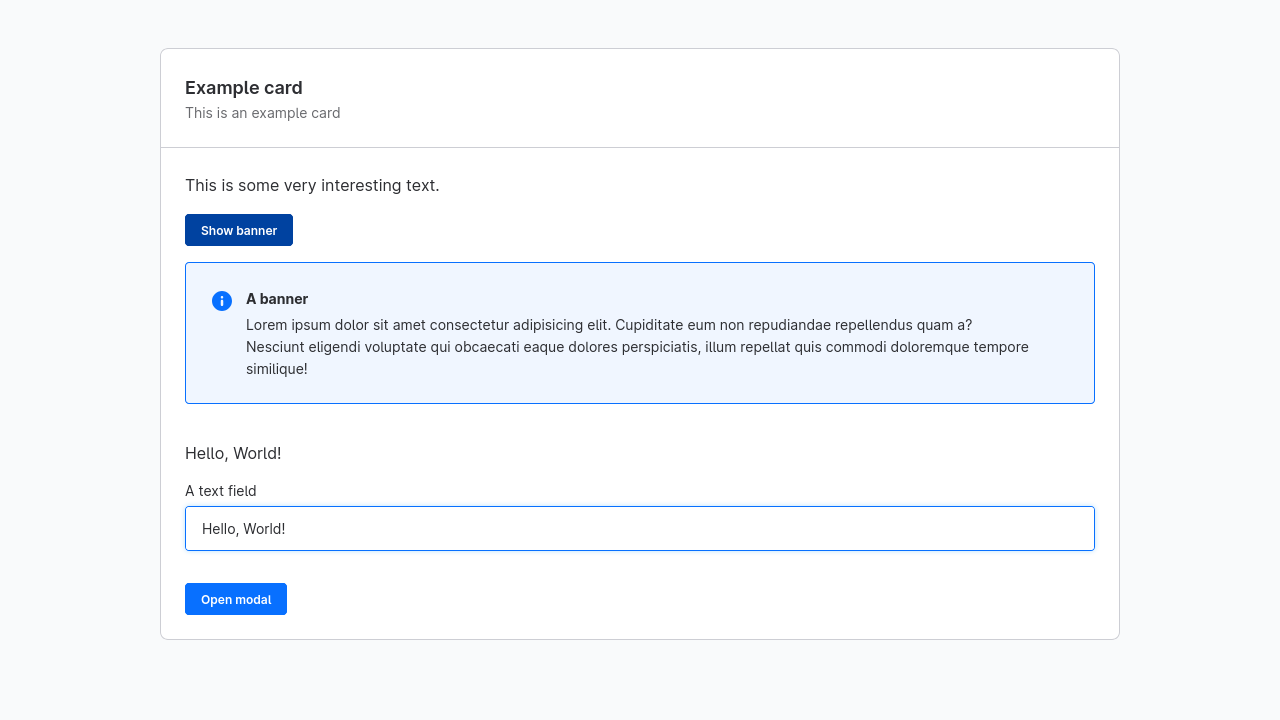 Example card
This is an example card
This is some very interesting text.
Show banner
A banner
Lorem ipsum dolor sit amet consectetur adipisicing elit. Cupiditate eum non repudiandae repellendus quam a?
Nesciunt eligendi voluptate qui obcaecati eaque dolores perspiciatis, illum repellat quis commodi doloremque tempore
similique!
Hello, World!
A text field
Hello, World!
Open modal